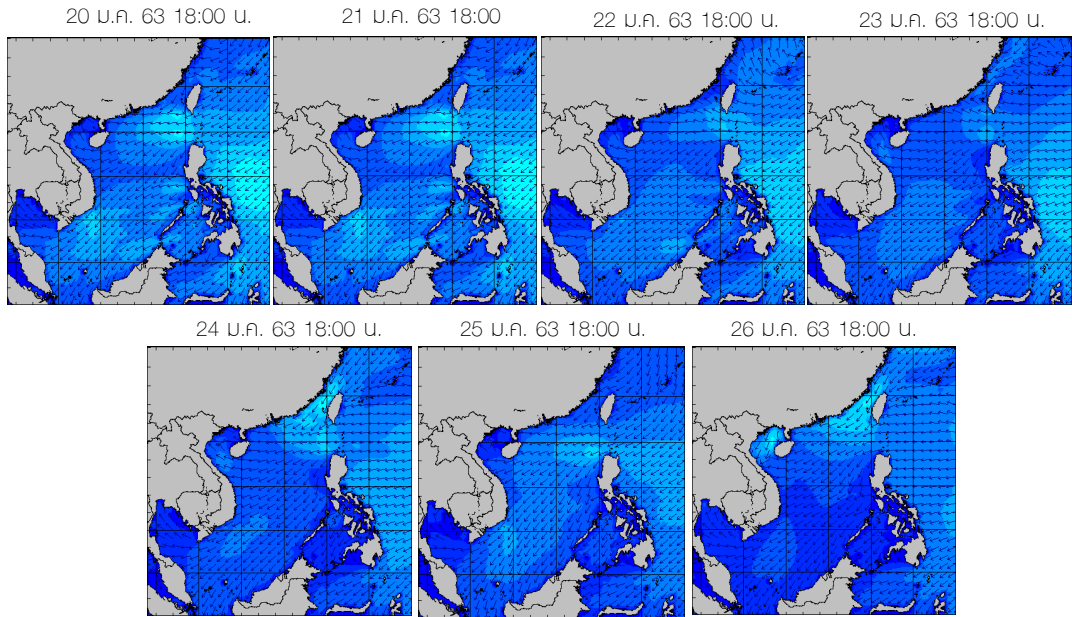 20 ม.ค. 63 18:00 น.
21 ม.ค. 63 18:00
22 ม.ค. 63 18:00 น.
23 ม.ค. 63 18:00 น.
24 ม.ค. 63 18:00 น.
25 ม.ค. 63 18:00 น.
26 ม.ค. 63 18:00 น.